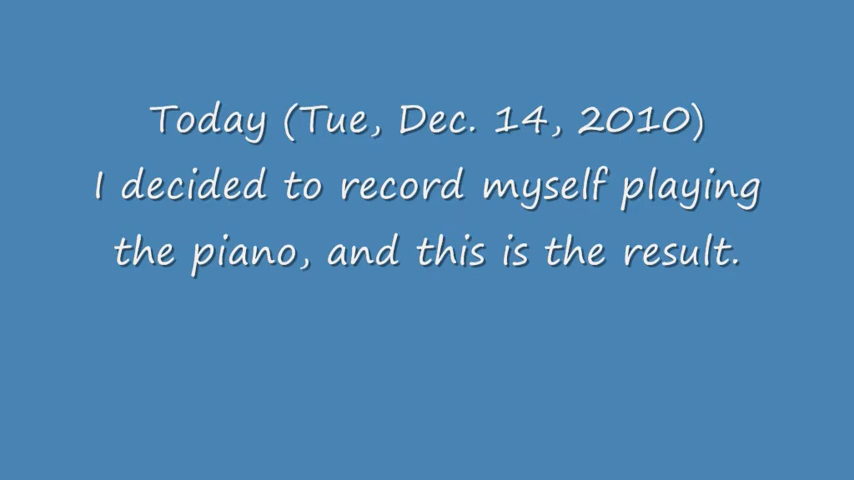 Today (Tue, Dec. 14, 2010)
I decided to record myself playing
the piano, and this is the result.